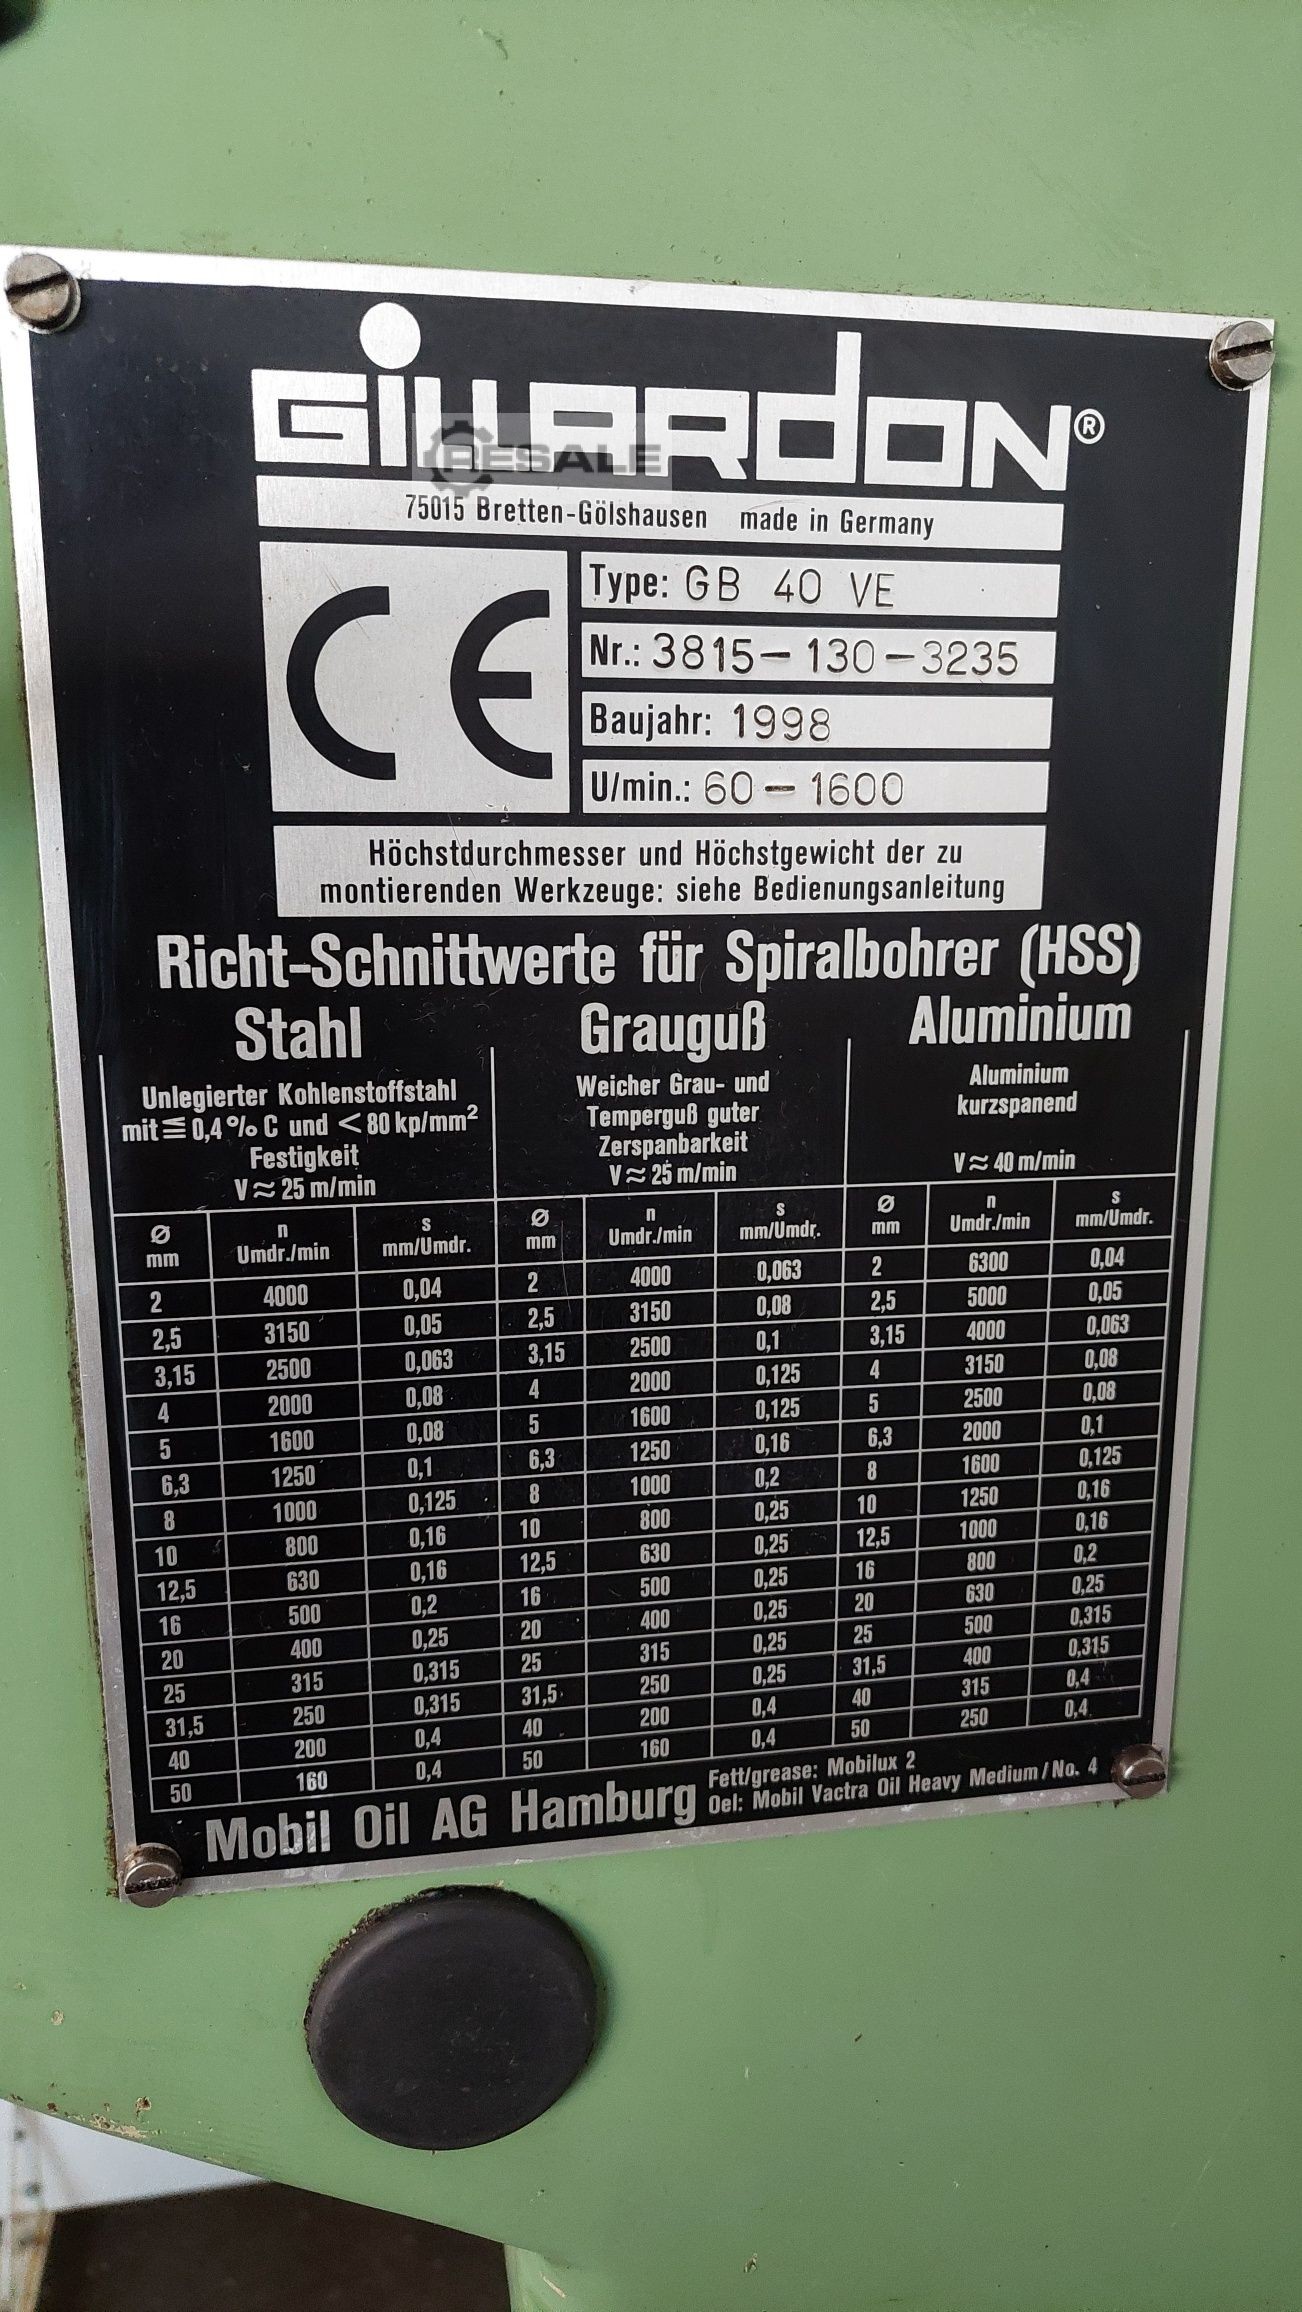 GILLARDON®
RESALE
75015 Bretten-Gölshausen made in Germany
CE
Type: GB 40 VE
Nr.: 3815-130-3235
Baujahr: 1998
U/min.: 60-1600
Höchstdurchmesser und Höchstgewicht der zu
montierenden Werkzeuge: siehe Bedienungsanleitung
Richt-Schnittwerte für Spiralbohrer (HSS)
Stahl
Unlegierter Kohlenstoffstahl
mit ≦ 0,4% C und < 80 kp/mm²
Festigkeit
V ≈ 25 m/min
Ø mm n Umdr./min s mm/Umdr.
2 4000 0,04
2,5 3150 0,05
3,15 2500 0,063
4 2000 0,08
5 1600 0,08
6,3 1250 0,1
8 1000 0,125
10 800 0,16
12,5 630 0,16
16 500 0,2
20 400 0,25
25 315 0,315
31,5 250 0,315
40 200 0,4
50 160 0,4
Grauguß
Weicher Grau- und
Temperguß guter
Zerspanbarkeit
V ≈ 25 m/min
Ø mm n Umdr./min s mm/Umdr.
2 4000 0,063
2,5 3150 0,08
3,15 2500 0,1
4 2000 0,125
5 1600 0,125
6,3 1250 0,16
8 1000 0,2
10 800 0,25
12,5 630 0,25
16 500 0,25
20 400 0,25
25 315 0,25
31,5 250 0,25
40 200 0,4
50 160 0,4
Aluminium
Aluminium
kurzspanend
V ≈ 40 m/min
Ø mm n Umdr./min s mm/Umdr.
2 6300 0,04
2,5 5000 0,05
3,15 4000 0,063
4 3150 0,08
5 2500 0,08
6,3 2000 0,1
8 1600 0,125
10 1250 0,16
12,5 1000 0,16
16 800 0,2
20 630 0,25
25 500 0,315
31,5 400 0,315
40 315 0,4
50 250 0,4
Mobil Oil AG Hamburg
Fett/grease: Mobilux 2
Oel: Mobil Vactra Oil Heavy Medium/No. 4